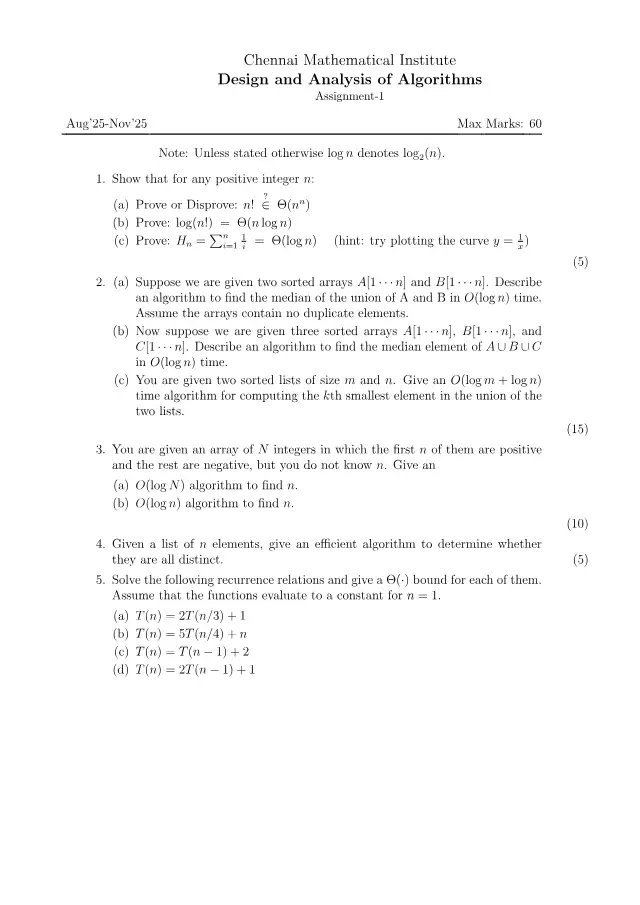 Chennai Mathematical Institute
Design and Analysis of Algorithms
Assignment-1
Aug'25-Nov'25 Max Marks: 60
Note: Unless stated otherwise log n denotes log₂(n).
1. Show that for any positive integer n:
(a) Prove or Disprove: n! ∈? Θ(nⁿ)
(b) Prove: log(n!) = Θ(n log n)
(c) Prove: Hₙ = ∑ⁿᵢ₌₁ 1/i = Θ(log n) (hint: try plotting the curve y = 1/x)
(5)
2. (a) Suppose we are given two sorted arrays A[1 · · · n] and B[1 · · · n]. Describe
an algorithm to find the median of the union of A and B in O(log n) time.
Assume the arrays contain no duplicate elements.
(b) Now suppose we are given three sorted arrays A[1 · · · n], B[1 · · · n], and
C[1 · · · n]. Describe an algorithm to find the median element of A ∪ B ∪ C
in O(log n) time.
(c) You are given two sorted lists of size m and n. Give an O(log m + log n)
time algorithm for computing the kth smallest element in the union of the
two lists.
(15)
3. You are given an array of N integers in which the first n of them are positive
and the rest are negative, but you do not know n. Give an
(a) O(log N) algorithm to find n.
(b) O(log n) algorithm to find n.
(10)
4. Given a list of n elements, give an efficient algorithm to determine whether
they are all distinct. (5)
5. Solve the following recurrence relations and give a Θ(·) bound for each of them.
Assume that the functions evaluate to a constant for n = 1.
(a) T(n) = 2T(n/3) + 1
(b) T(n) = 5T(n/4) + n
(c) T(n) = T(n − 1) + 2
(d) T(n) = 2T(n − 1) + 1